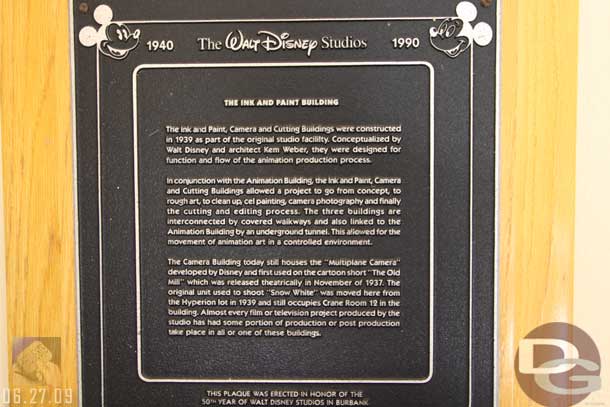 1940 The Walt Disney Studios 1990
THE INK AND PAINT BUILDING
The Ink and Paint, Camera and Cutting Buildings were constructed
in 1939 as part of the original studio facility. Conceptualized by
Walt Disney and architect Kem Weber, they were designed for
function and flow of the animation production process.
In conjunction with the Animation Building, the Ink and Paint, Camera
and Cutting Buildings allowed a project to go from concept, to
rough art, to clean up, cel painting, camera photography and finally
the cutting and editing process. The three buildings are
interconnected by covered walkways and also linked to the
Animation Building by an underground tunnel. This allowed for the
movement of animation art in a controlled environment.
The Camera Building today still houses the "Multiplane Camera"
developed by Disney and first used on the cartoon short "The Old
Mill" which was released theatrically in November of 1937. The
original unit used to shoot "Snow White" was moved here from
the Hyperion lot in 1939 and still occupies Crane Room 12 in the
building. Almost every film or television project produced by the
studio has had some portion of production or post production
take place in all or one of these buildings.
THIS PLAQUE WAS ERECTED IN HONOR OF THE
50TH YEAR OF WALT DISNEY STUDIOS IN BURBANK
06.27.09
DG